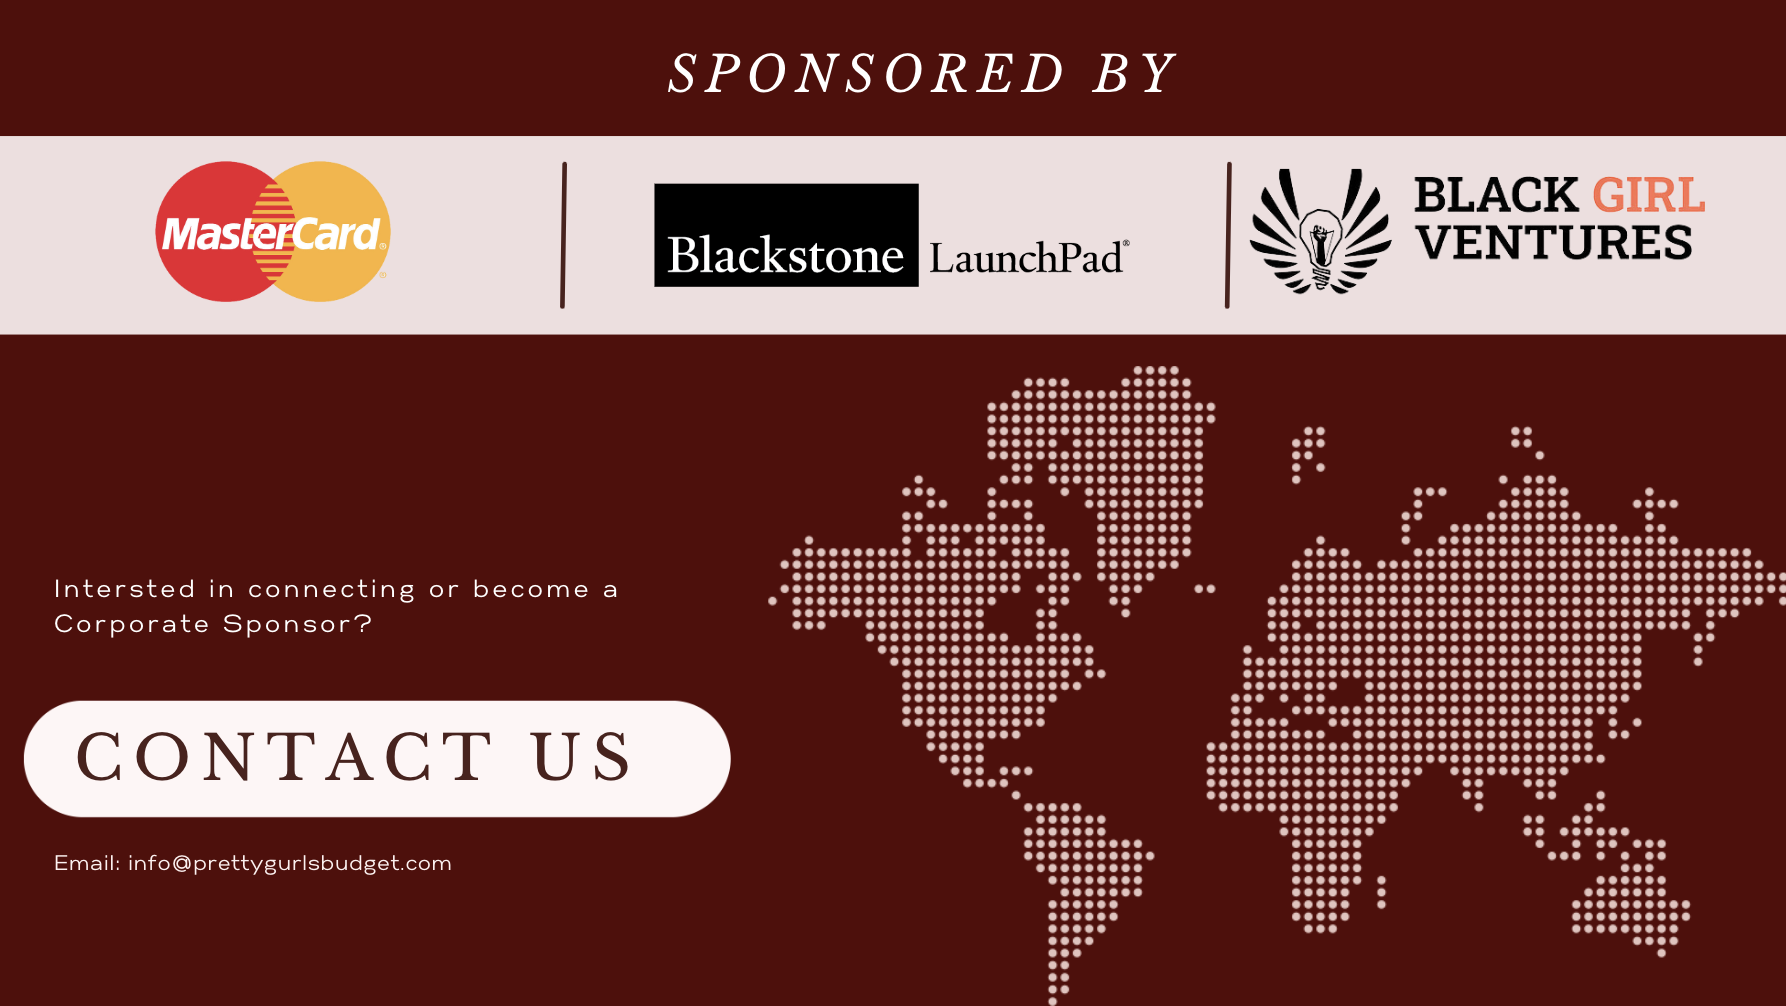 SPONSORED BY
MasterCard®
®
Blackstone LaunchPad®
BLACK GIRL
VENTURES
Intersted in connecting or become a
Corporate Sponsor?
CONTACT US
Email: info@prettygurlsbudget.com